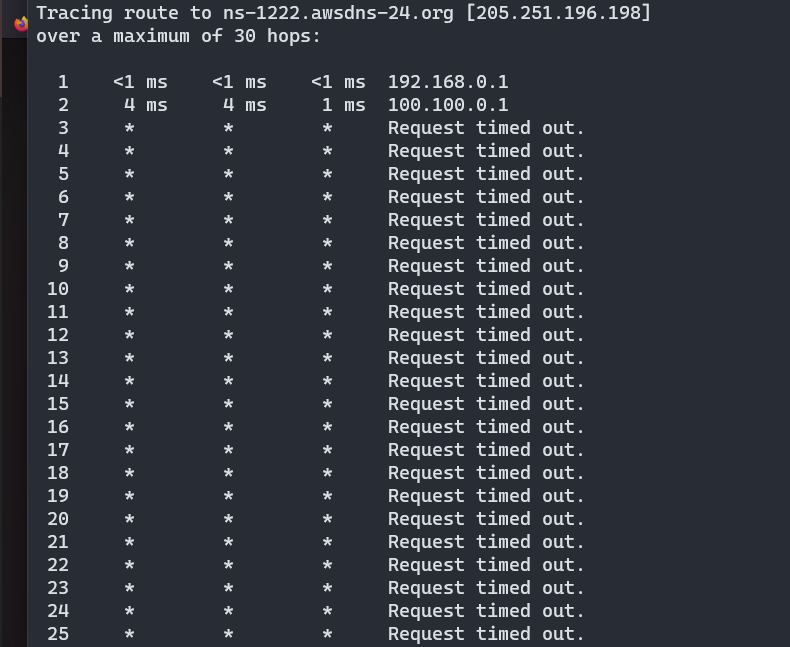 Tracing route to ns-1222.awsdns-24.org [205.251.196.198]
over a maximum of 30 hops:
1 <1 ms <1 ms <1 ms 192.168.0.1
2 4 ms 4 ms 1 ms 100.100.0.1
3 * * * Request timed out.
4 * * * Request timed out.
5 * * * Request timed out.
6 * * * Request timed out.
7 * * * Request timed out.
8 * * * Request timed out.
9 * * * Request timed out.
10 * * * Request timed out.
11 * * * Request timed out.
12 * * * Request timed out.
13 * * * Request timed out.
14 * * * Request timed out.
15 * * * Request timed out.
16 * * * Request timed out.
17 * * * Request timed out.
18 * * * Request timed out.
19 * * * Request timed out.
20 * * * Request timed out.
21 * * * Request timed out.
22 * * * Request timed out.
23 * * * Request timed out.
24 * * * Request timed out.
25 * * * Request timed out.